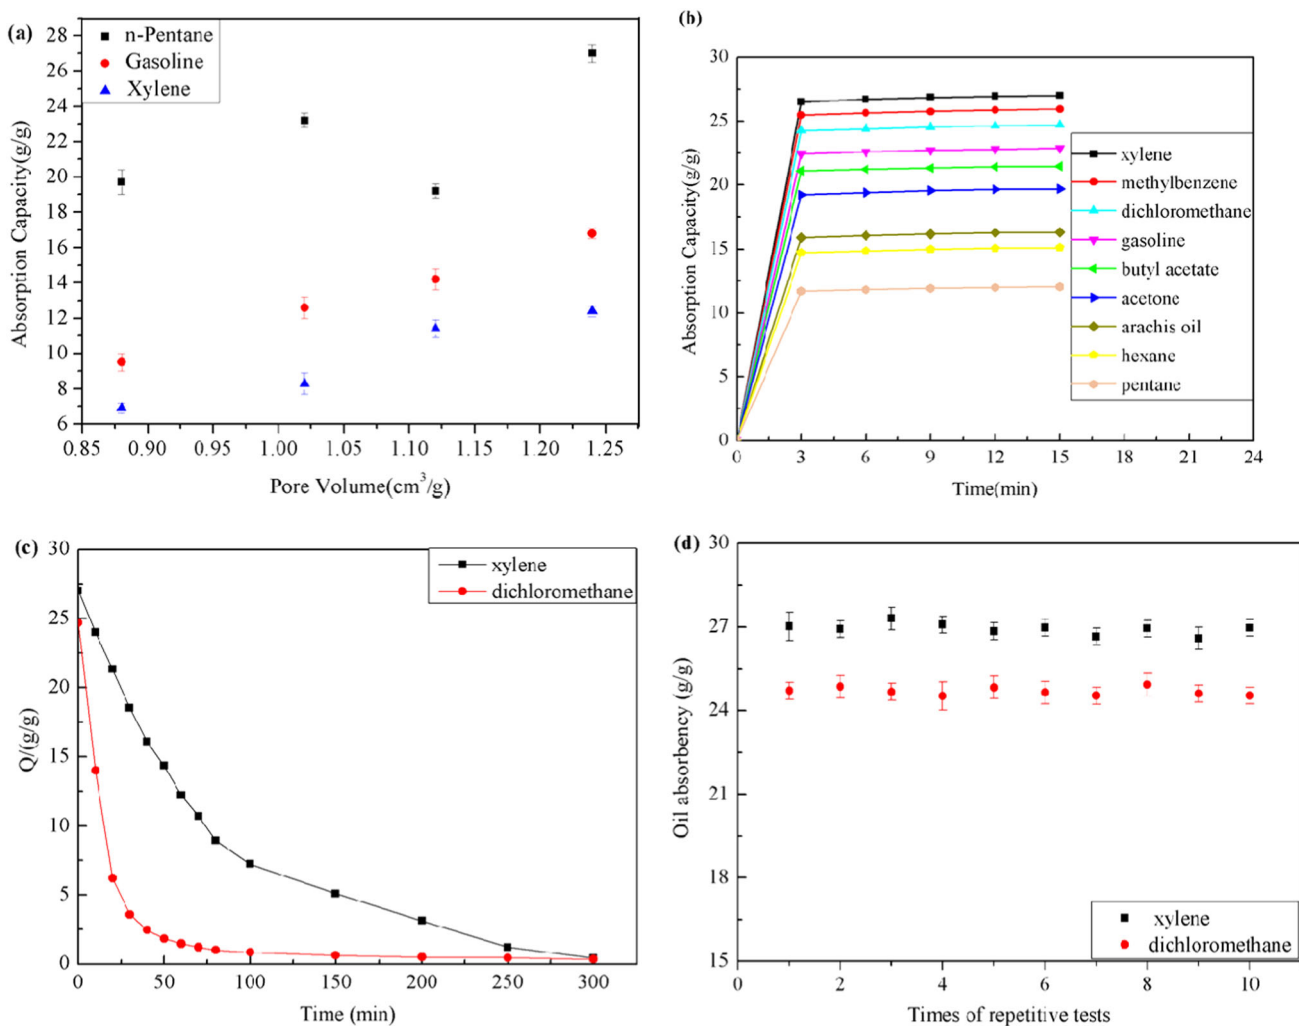 (a)
n-Pentane
Gasoline
Xylene
Absorption Capacity(g/g)
28
26
24
22
20
18
16
14
12
10
8
6
0.85 0.90 0.95 1.00 1.05 1.10 1.15 1.20 1.25
Pore Volume(cm³/g)
(b)
Absorption Capacity(g/g)
30
25
20
15
10
5
0
xylene
methylbenzene
dichloromethane
gasoline
butyl acetate
acetone
arachis oil
hexane
pentane
0 3 6 9 12 15 18 21 24
Time(min)
(c)
xylene
dichloromethane
Q/(g/g)
30
25
20
15
10
5
0
0 50 100 150 200 250 300
Time (min)
(d)
Oil absorbency (g/g)
30
27
24
21
18
15
xylene
dichloromethane
0 2 4 6 8 10
Times of repetitive tests